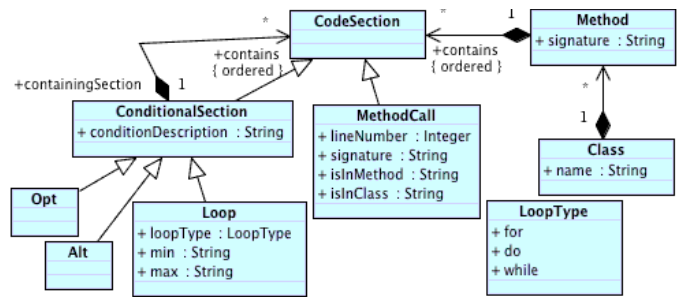 CodeSection
Method
+ signature : String
* 
1
*
+contains
{ ordered }
+contains
{ ordered }
+containingSection
1
*
1
ConditionalSection
+ conditionDescription : String
MethodCall
+ lineNumber : Integer
+ signature : String
+ isInMethod : String
+ isInClass : String
Class
+ name : String
Opt
Alt
Loop
+ loopType : LoopType
+ min : String
+ max : String
LoopType
+ for
+ do
+ while